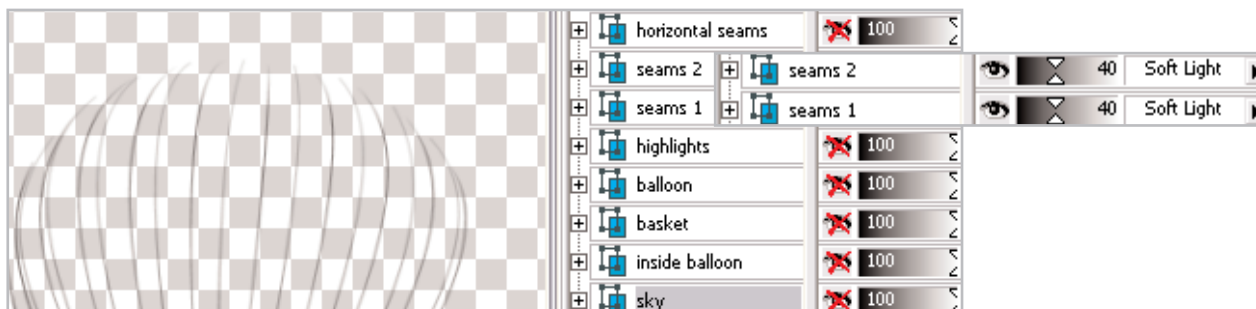 horizontal seams 100
seams 2 seams 2 40 Soft Light
seams 1 seams 1 40 Soft Light
highlights 100
balloon 100
basket 100
inside balloon 100
sky 100